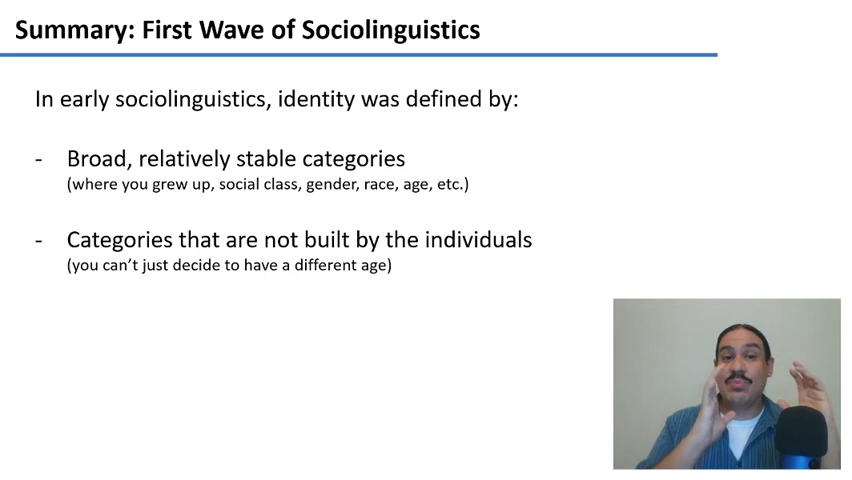 Summary: First Wave of Sociolinguistics
In early sociolinguistics, identity was defined by:
- Broad, relatively stable categories
(where you grew up, social class, gender, race, age, etc.)
- Categories that are not built by the individuals
(you can’t just decide to have a different age)